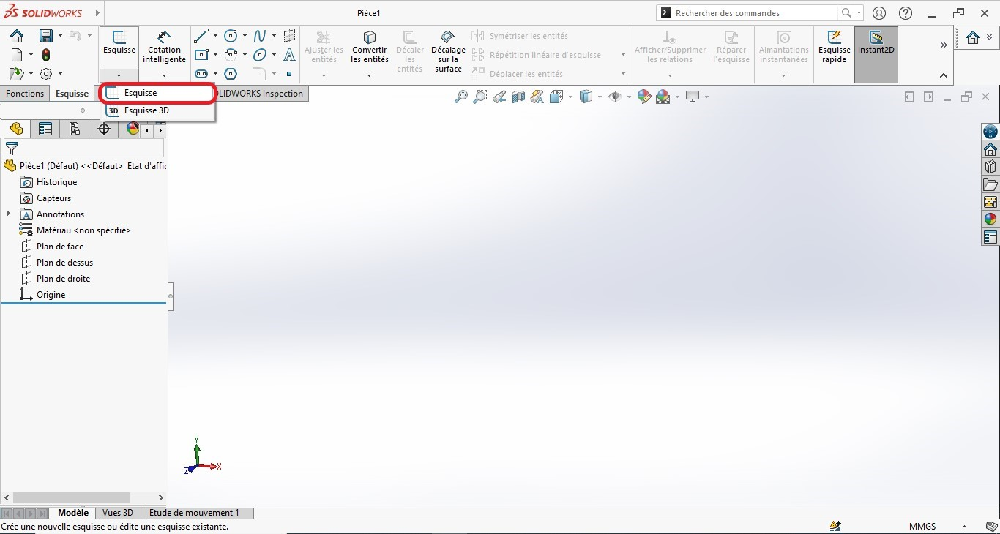 SOLIDWORKS
Pièce1
Rechercher des commandes
Esquisse
Cotation
intelligente
Ajuster les
entités
Convertir
les entités
Décaler
les
entités
Décalage
sur la
surface
Symétriser les entités
Répétition linéaire d'esquisse
Déplacer les entités
Afficher/Supprimer
les relations
Réparer
l'esquisse
Aimantations
instantanées
Esquisse
rapide
Instant2D
Fonctions
Esquisse
OLIDWORKS Inspection
Esquisse
3D Esquisse 3D
Pièce1 (Défaut) <<Défaut>_Etat d'affic
Historique
Capteurs
A Annotations
Matériau <non spécifié>
Plan de face
Plan de dessus
Plan de droite
Origine
Y
X
Z
Modèle
Vues 3D
Etude de mouvement 1
Crée une nouvelle esquisse ou édite une esquisse existante.
MMGS